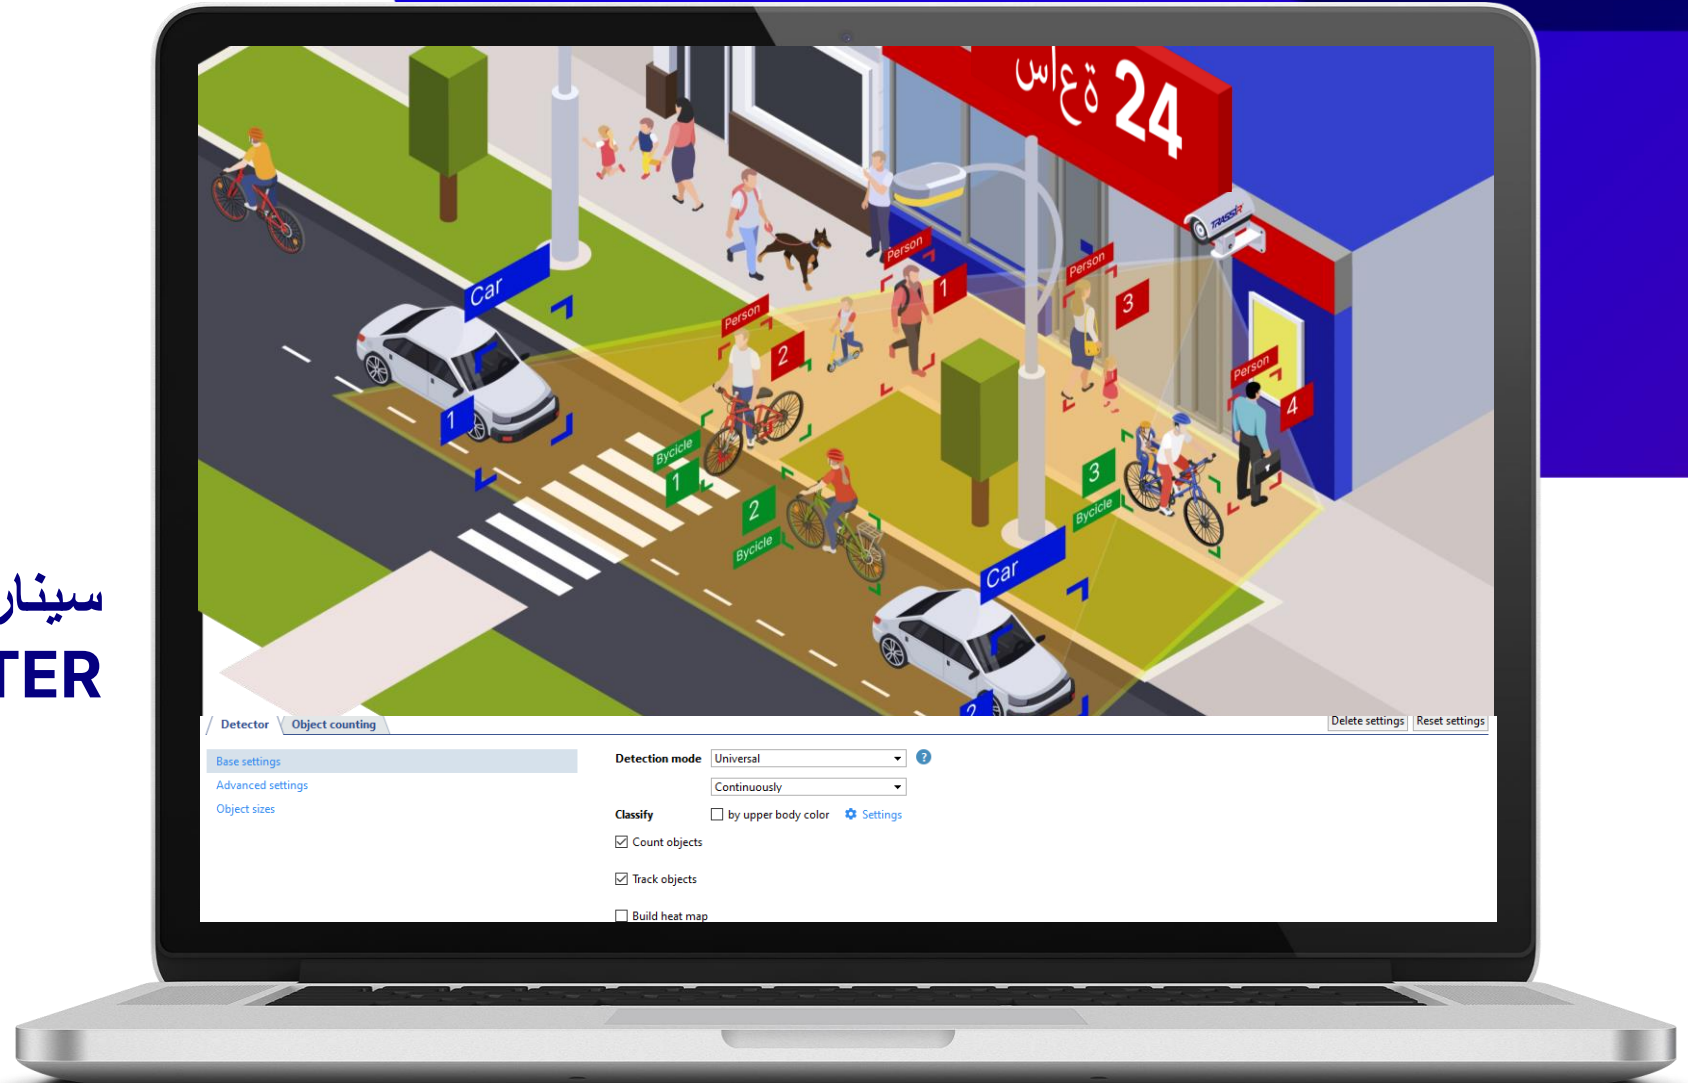 24 ةعاس
TRASSIR
Person
1
Person
3
Car
Person
2
Person
4
1
Bycicle
1
3
Bycicle
2
Bycicle
Car
2
سينار
TER
Detector
Object counting
Delete settings
Reset settings
Base settings
Advanced settings
Object sizes
Detection mode Universal ?
Continuously
Classify by upper body color Settings
Count objects
Track objects
Build heat map